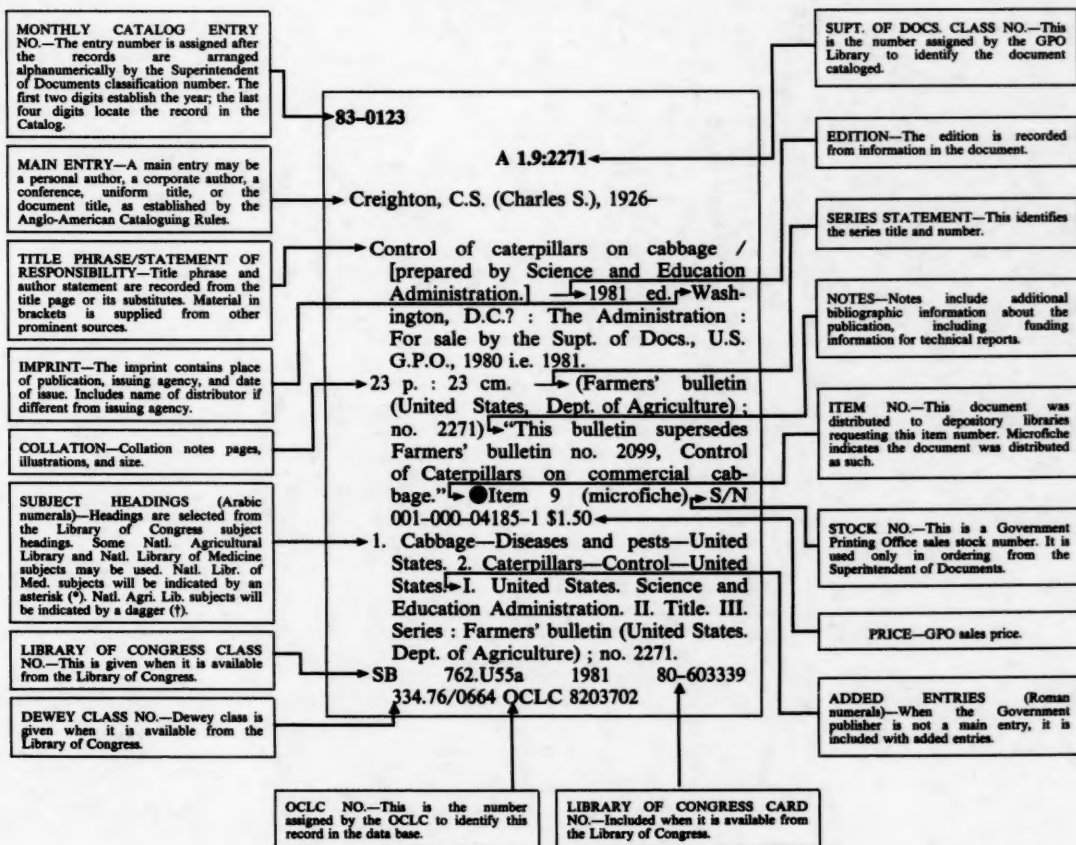 MONTHLY CATALOG ENTRY
NO.—The entry number is assigned after
the records are arranged
alphanumerically by the Superintendent
of Documents classification number. The
first two digits establish the year; the last
four digits locate the record in the
Catalog.
MAIN ENTRY—A main entry may be
a personal author, a corporate author, a
conference, uniform title, or the
document title, as established by the
Anglo-American Cataloguing Rules.
TITLE PHRASE/STATEMENT OF
RESPONSIBILITY—Title phrase and
author statement are recorded from the
title page or its substitutes. Material in
brackets is supplied from other
prominent sources.
IMPRINT—The imprint contains place
of publication, issuing agency, and date
of issue. Includes name of distributor if
different from issuing agency.
COLLATION—Collation notes pages,
illustrations, and size.
SUBJECT HEADINGS (Arabic
numerals)—Headings are selected from
the Library of Congress subject
headings. Some Natl. Agricultural
Library and Natl. Library of Medicine
subjects may be used. Natl. Libr. of
Med. subjects will be indicated by an
asterisk (*). Natl. Agri. Lib. subjects will
be indicated by a dagger (†).
LIBRARY OF CONGRESS CLASS
NO.—This is given when it is available
from the Library of Congress.
DEWEY CLASS NO.—Dewey class is
given when it is available from the
Library of Congress.
83–0123
A 1.9:2271
Creighton, C.S. (Charles S.), 1926–
Control of caterpillars on cabbage /
[prepared by Science and Education
Administration.] 1981 ed. Wash-
ington, D.C.? : The Administration :
For sale by the Supt. of Docs., U.S.
G.P.O., 1980 i.e. 1981.
23 p. : 23 cm. (Farmers' bulletin
(United States, Dept. of Agriculture) ;
no. 2271) "This bulletin supersedes
Farmers' bulletin no. 2099, Control
of Caterpillars on commercial cab-
bage." ●Item 9 (microfiche) S/N
001–000–04185–1 $1.50
1. Cabbage—Diseases and pests—United
States. 2. Caterpillars—Control—United
States. I. United States. Science and
Education Administration. II. Title. III.
Series : Farmers' bulletin (United States.
Dept. of Agriculture) ; no. 2271.
SB 762.U55a 1981 80–603339
334.76/0664 OCLC 8203702
SUPT. OF DOCS. CLASS NO.—This
is the number assigned by the GPO
Library to identify the document
cataloged.
EDITION—The edition is recorded
from information in the document.
SERIES STATEMENT—This identifies
the series title and number.
NOTES—Notes include additional
bibliographic information about the
publication, including funding
information for technical reports.
ITEM NO.—This document was
distributed to depository libraries
requesting this item number. Microfiche
indicates the document was distributed
as such.
STOCK NO.—This is a Government
Printing Office sales stock number. It is
used only in ordering from the
Superintendent of Documents.
PRICE—GPO sales price.
ADDED ENTRIES (Roman
numerals)—When the Government
publisher is not a main entry, it is
included with added entries.
OCLC NO.—This is the number
assigned by the OCLC to identify this
record in the data base.
LIBRARY OF CONGRESS CARD
NO.—Included when it is available from
the Library of Congress.